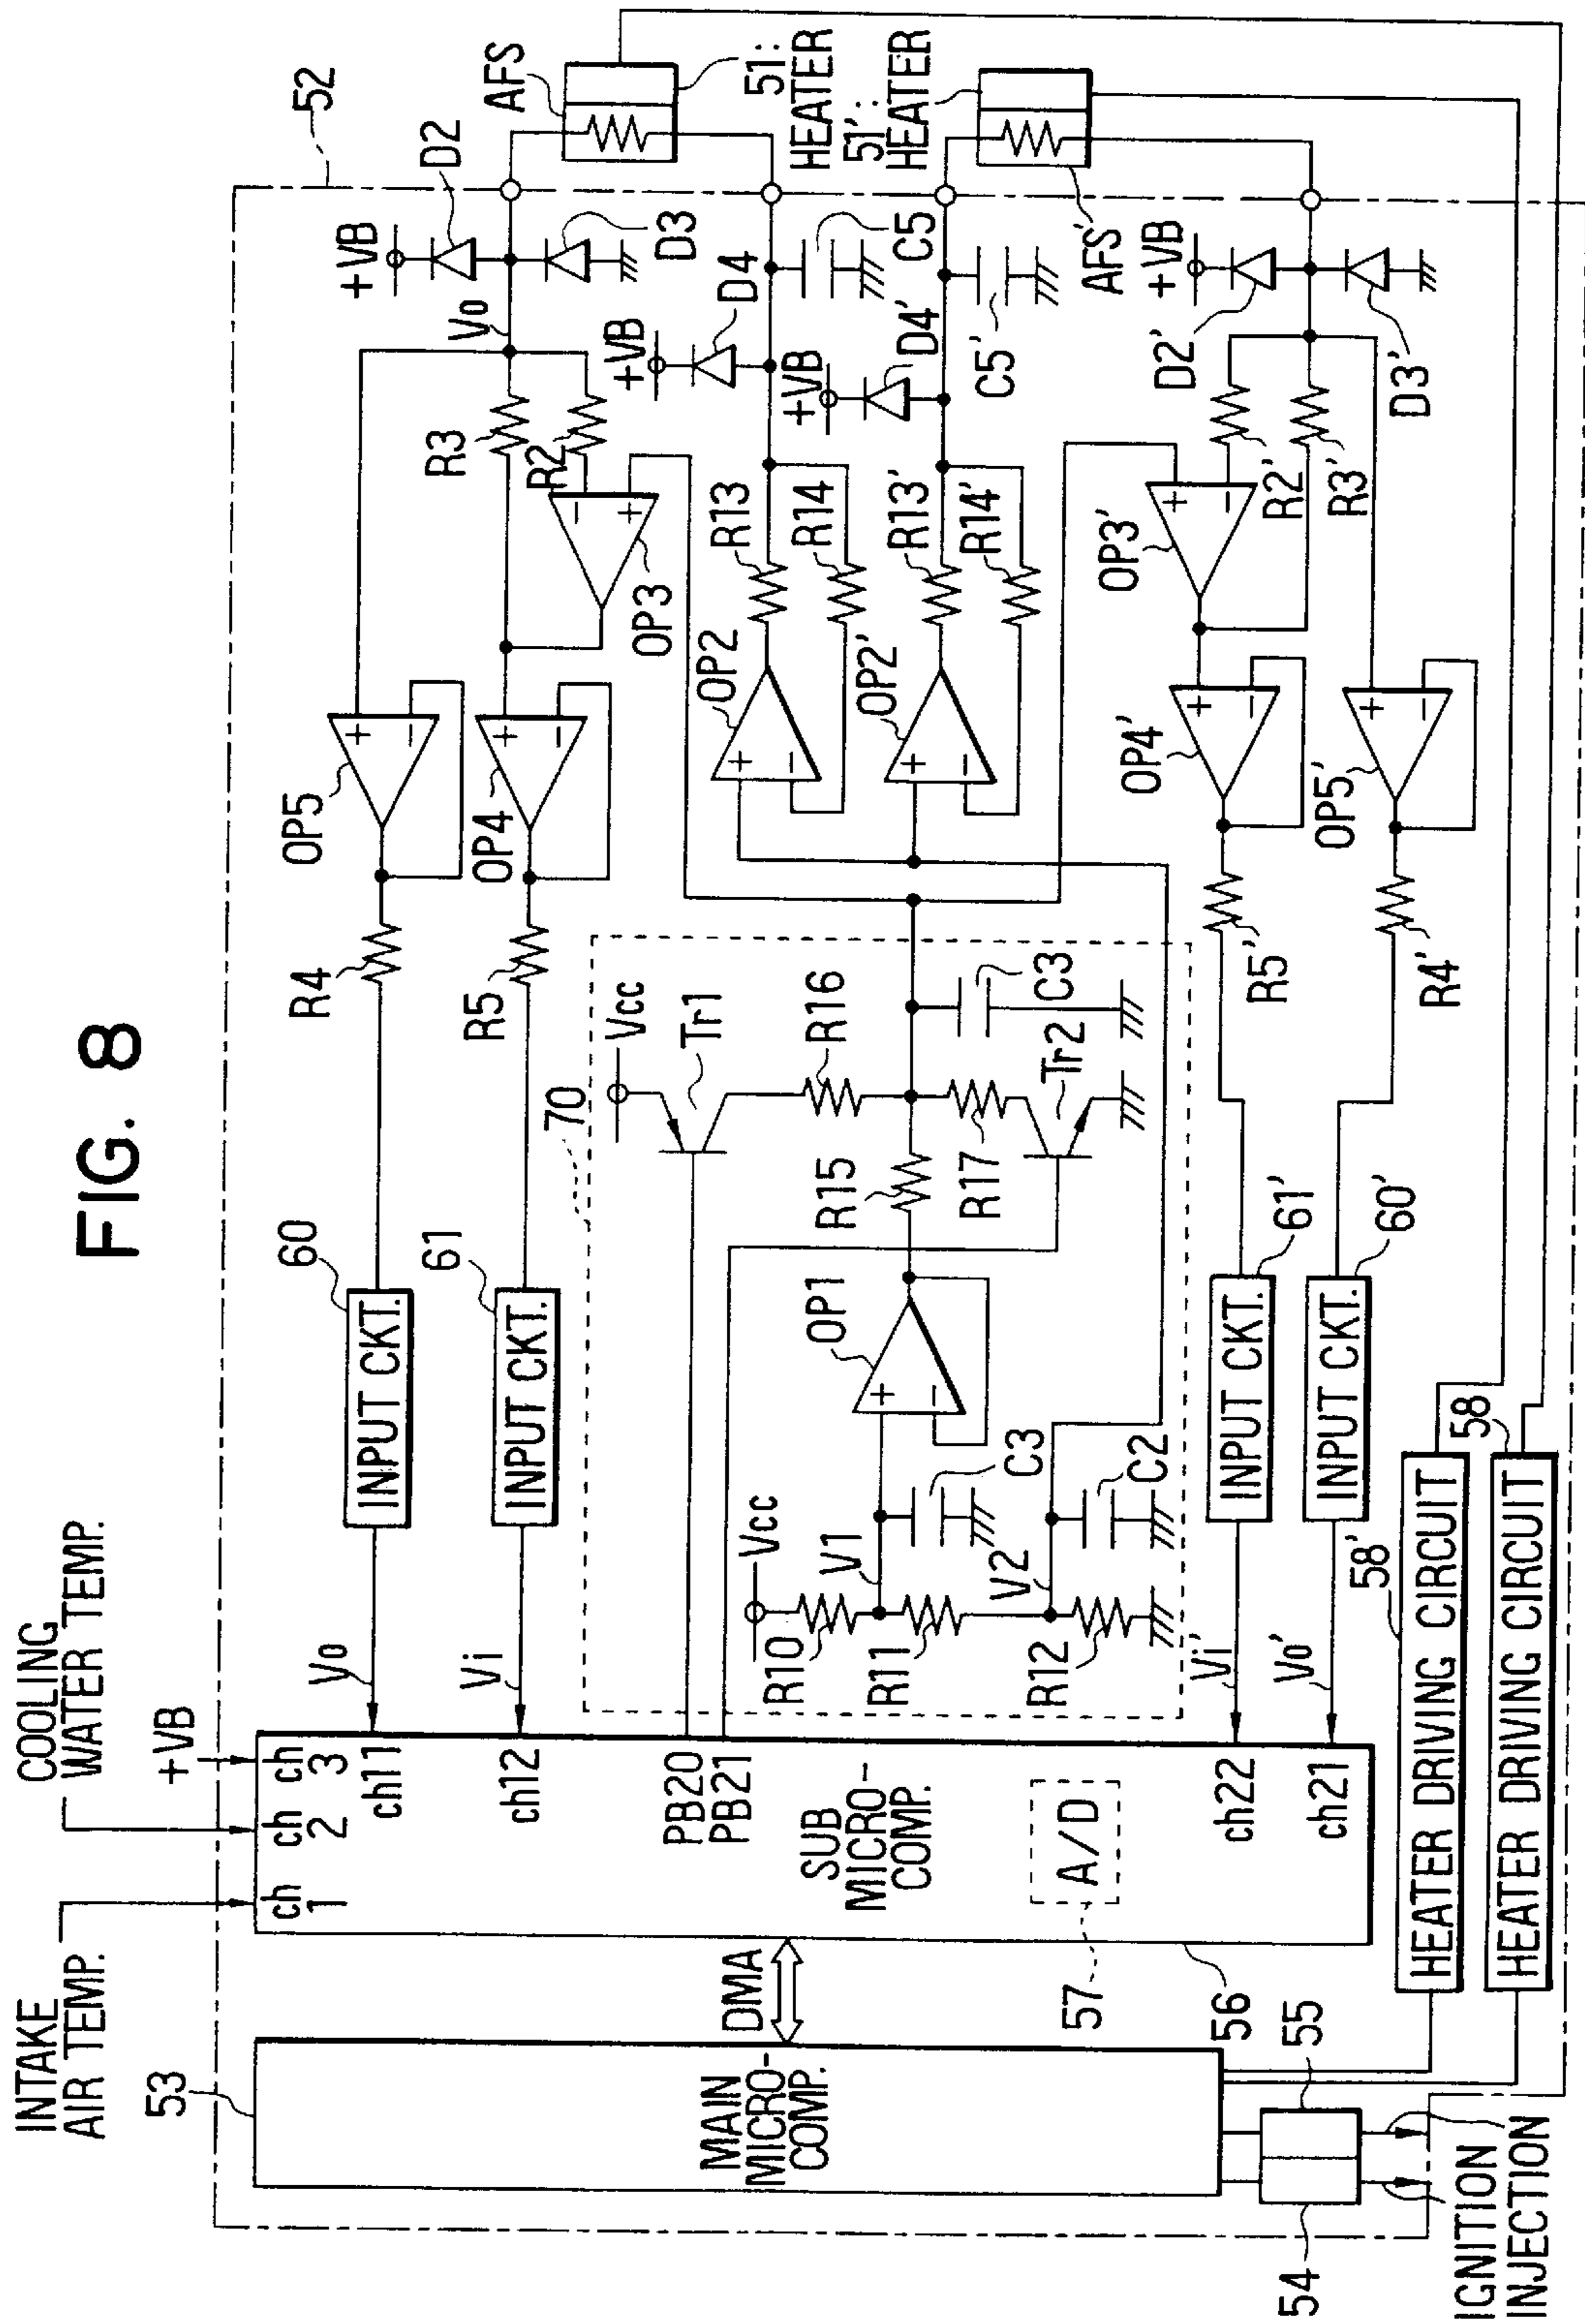 FIG. 8
INTAKE
AIR TEMP.
COOLING
WATER TEMP.
+VB
53
MAIN
MICRO-
COMP.
DMA
ch
1
ch
2
ch
3
ch11
ch12
PB20
PB21
SUB
MICRO-
COMP.
A/D
57
56
ch22
ch21
54
55
IGNITION
INJECTION
Vo
60
INPUT CKT.
R4
OP5
+
−
Vi
61
INPUT CKT.
R5
OP4
+
−
R3
R2
OP3
−
+
Vo
+VB
D2
D3
52
AFS
51:
HEATER
51':
HEATER
70
Vcc
Tr1
R16
R15
R17
Tr2
C3
OP1
+
−
Vcc
R10
V1
R11
C3
V2
R12
C2
OP2
+
−
R13
R14
+VB
D4
C5
OP2'
+
−
R13'
R14'
+VB
D4'
C5'
AFS'
+VB
D2'
D3'
R2'
R3'
OP3'
+
−
OP4'
+
−
OP5'
+
−
R5'
R4'
61'
INPUT CKT.
Vi'
60'
INPUT CKT.
Vo'
58'
HEATER DRIVING CIRCUIT
58
HEATER DRIVING CIRCUIT